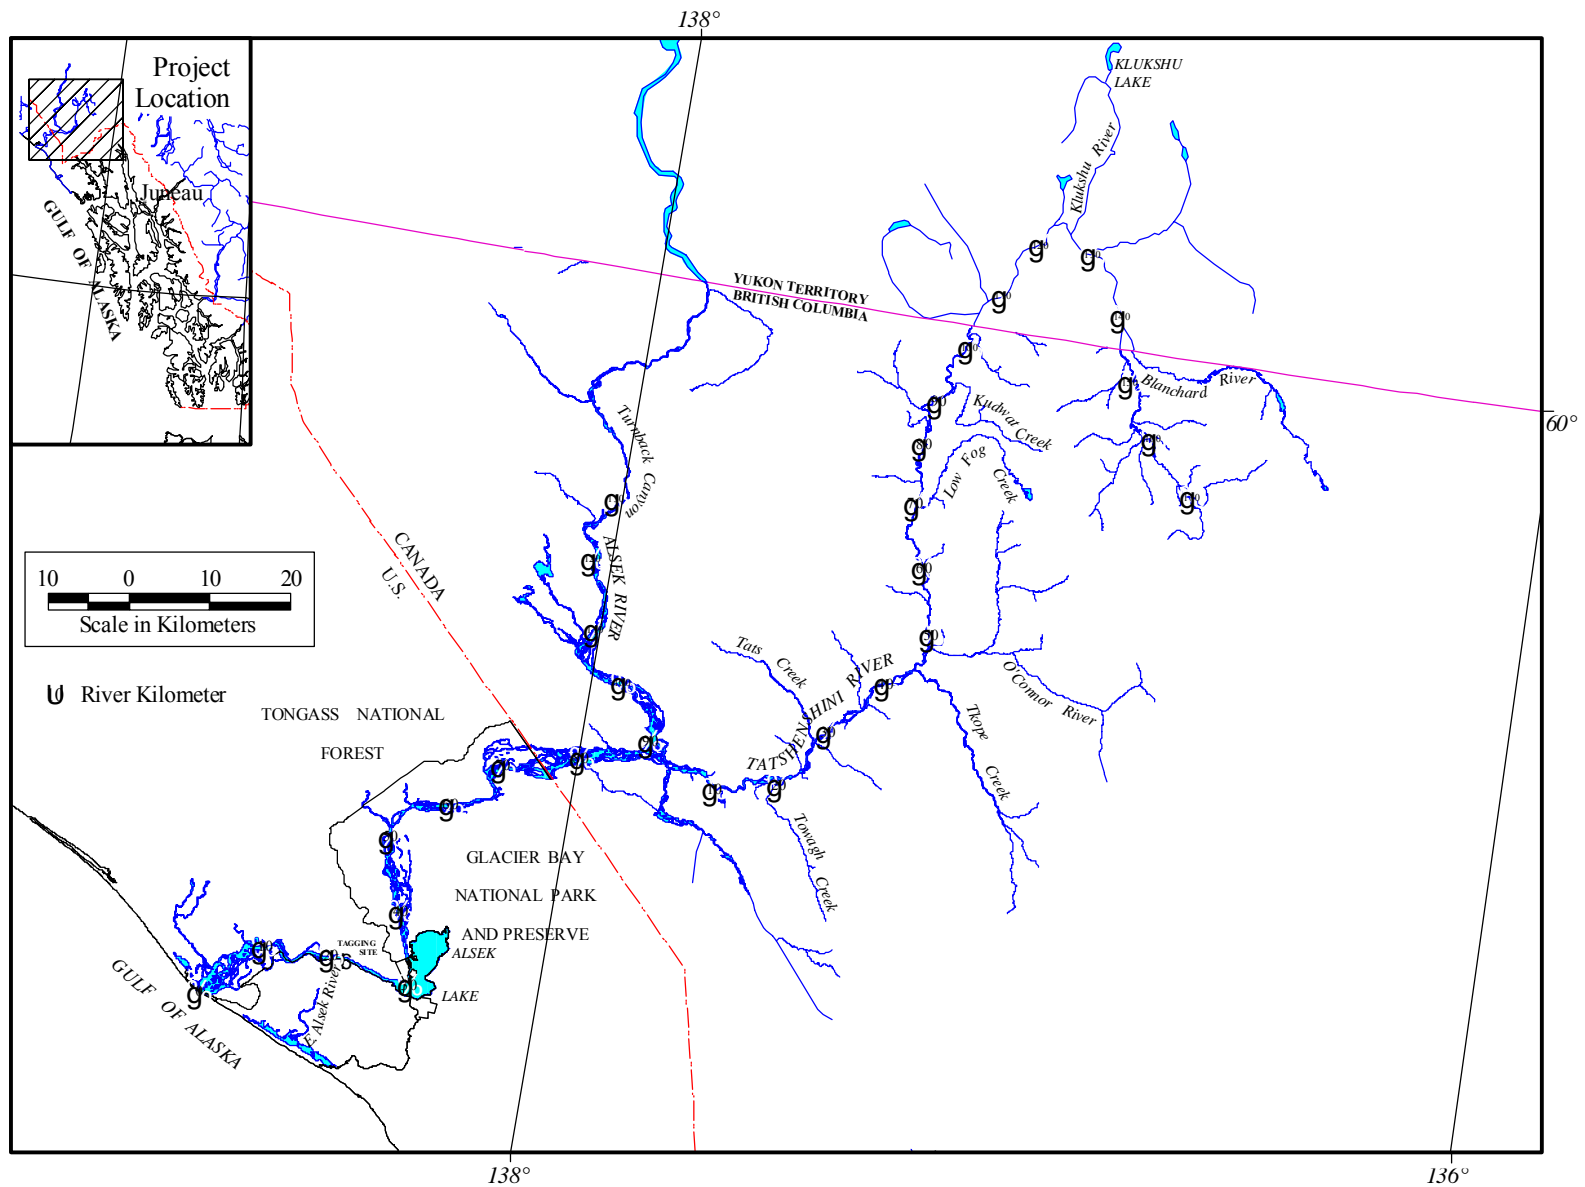 138°
Project
Location
Juneau
GULF OF ALASKA
KLUKSHU
LAKE
Klukshu River
YUKON TERRITORY
BRITISH COLUMBIA
Blanchard River
60°
Kudwat Creek
Low Fog Creek
Turnback Canyon
ALSEK RIVER
CANADA
U.S.
10 0 10 20
Scale in Kilometers
River Kilometer
TONGASS NATIONAL
FOREST
Tats Creek
TATSHENSHINI RIVER
O'Connor River
Tkope Creek
Towagh Creek
GLACIER BAY
NATIONAL PARK
AND PRESERVE
TAGGING
SITE
ALSEK
LAKE
E Alsek River
GULF OF ALASKA
138°
136°